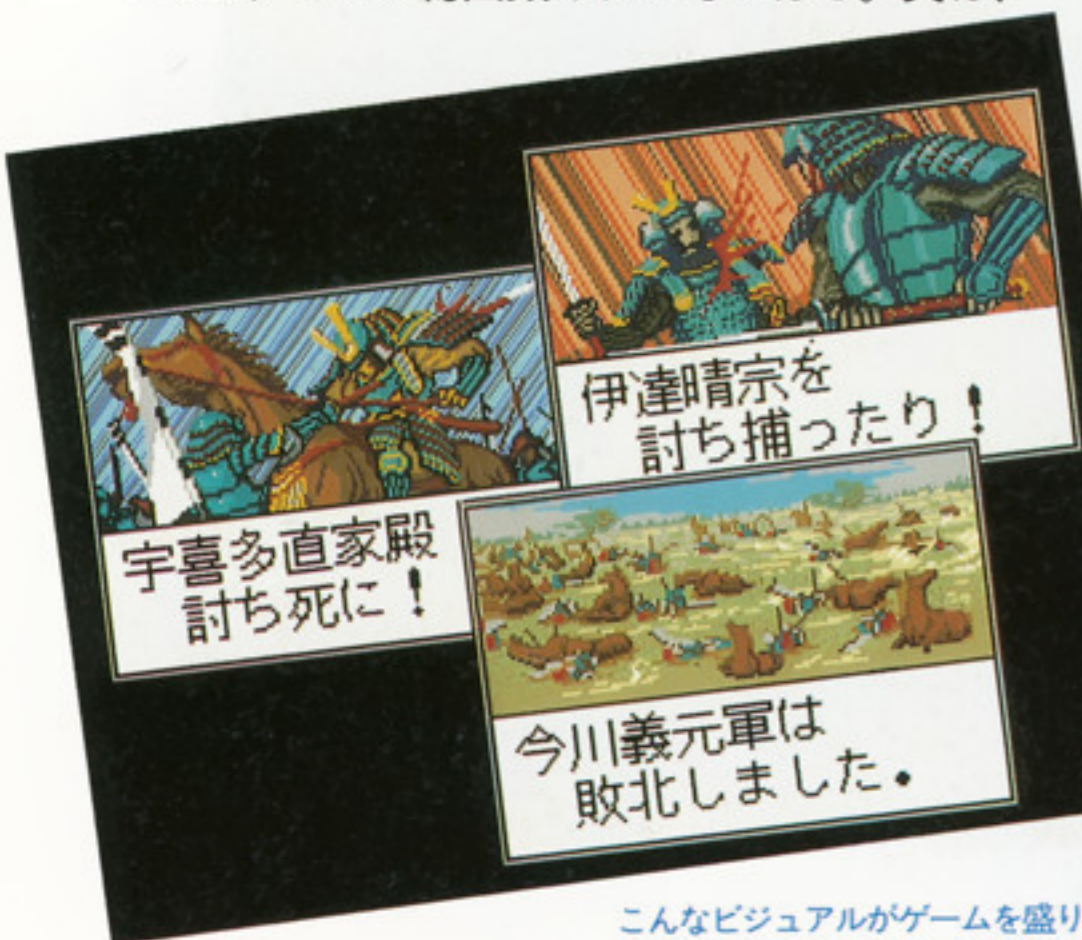 伊達晴宗を
討ち捕ったり！
宇喜多直家殿
討ち死に！
今川義元軍は
敗北しました。
こんなビジュアルがゲームを盛り